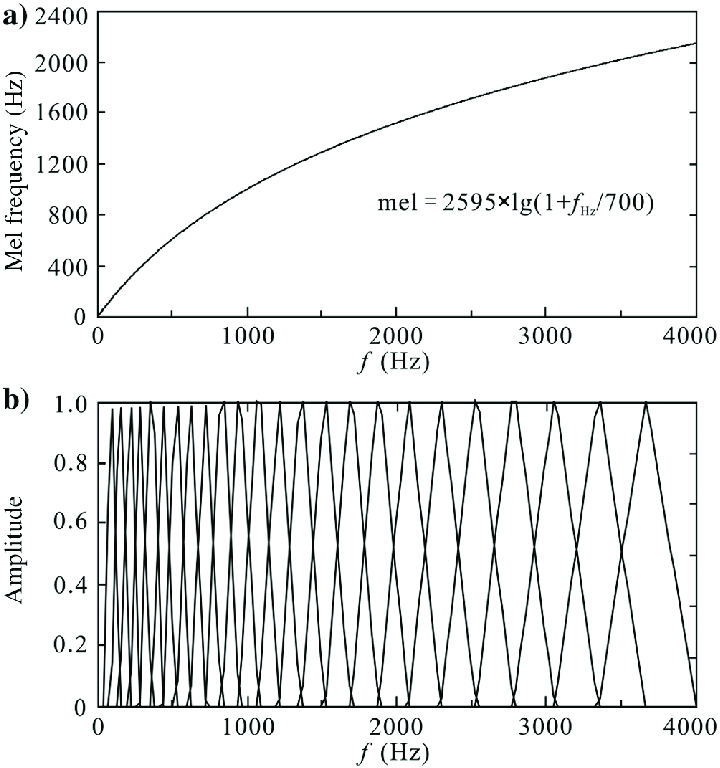 a)
2400
2000
1600
1200
800
400
0
Mel frequency (Hz)
mel = 2595×lg(1+fHz/700)
0 1000 2000 3000 4000
f (Hz)
b)
1.0
0.8
0.6
0.4
0.2
0
Amplitude
0 1000 2000 3000 4000
f (Hz)